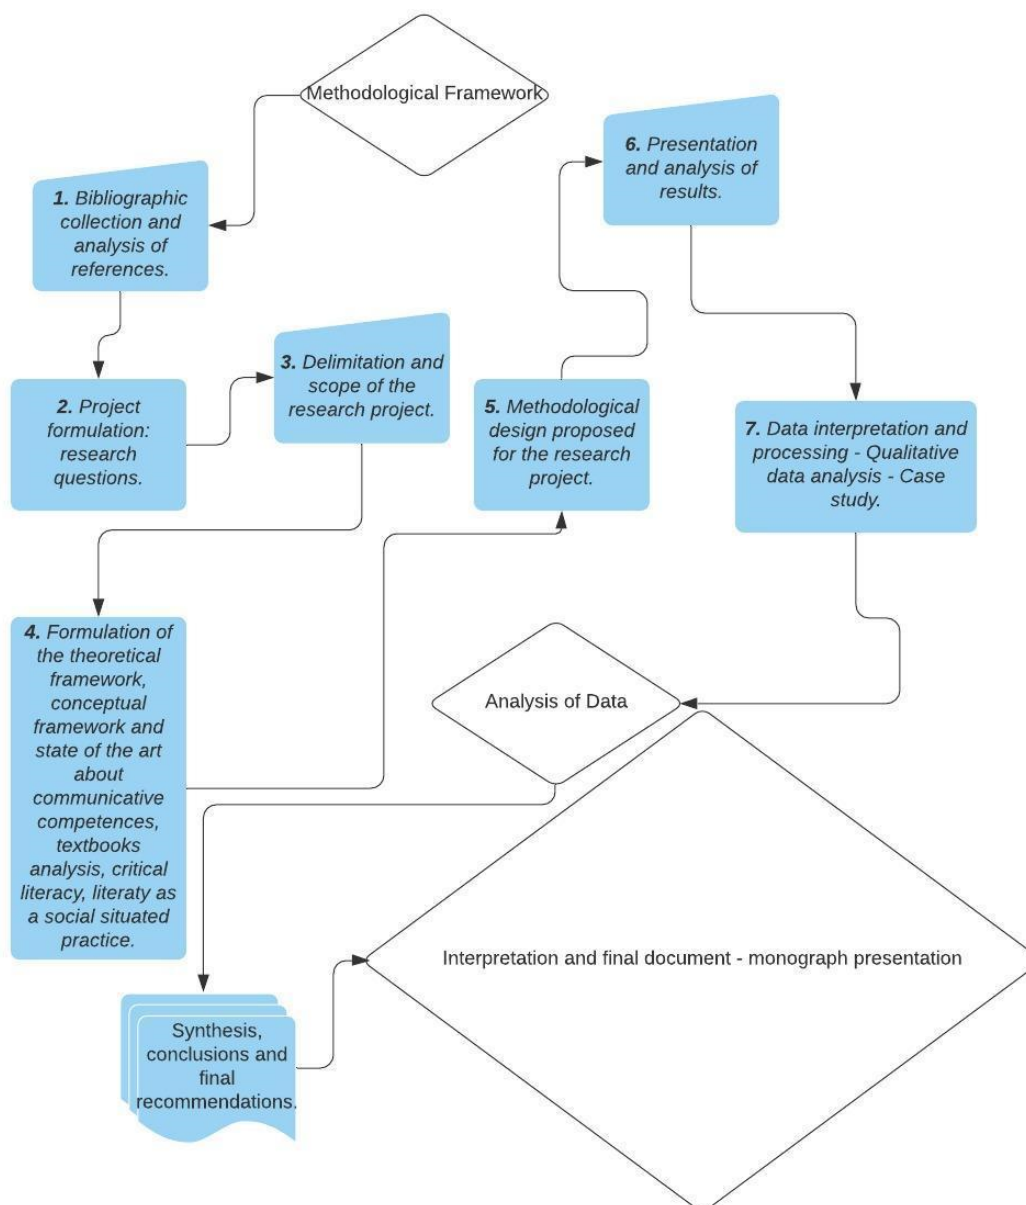 Methodological Framework
1. Bibliographic
collection and
analysis of
references.
2. Project
formulation:
research
questions.
3. Delimitation and
scope of the
research project.
4. Formulation of
the theoretical
framework,
conceptual
framework and
state of the art
about
communicative
competences,
textbooks
analysis, critical
literacy, literaty as
a social situated
practice.
5. Methodological
design proposed
for the research
project.
6. Presentation
and analysis of
results.
7. Data interpretation and
processing - Qualitative
data analysis - Case
study.
Analysis of Data
Synthesis,
conclusions and
final
recommendations.
Interpretation and final document - monograph presentation